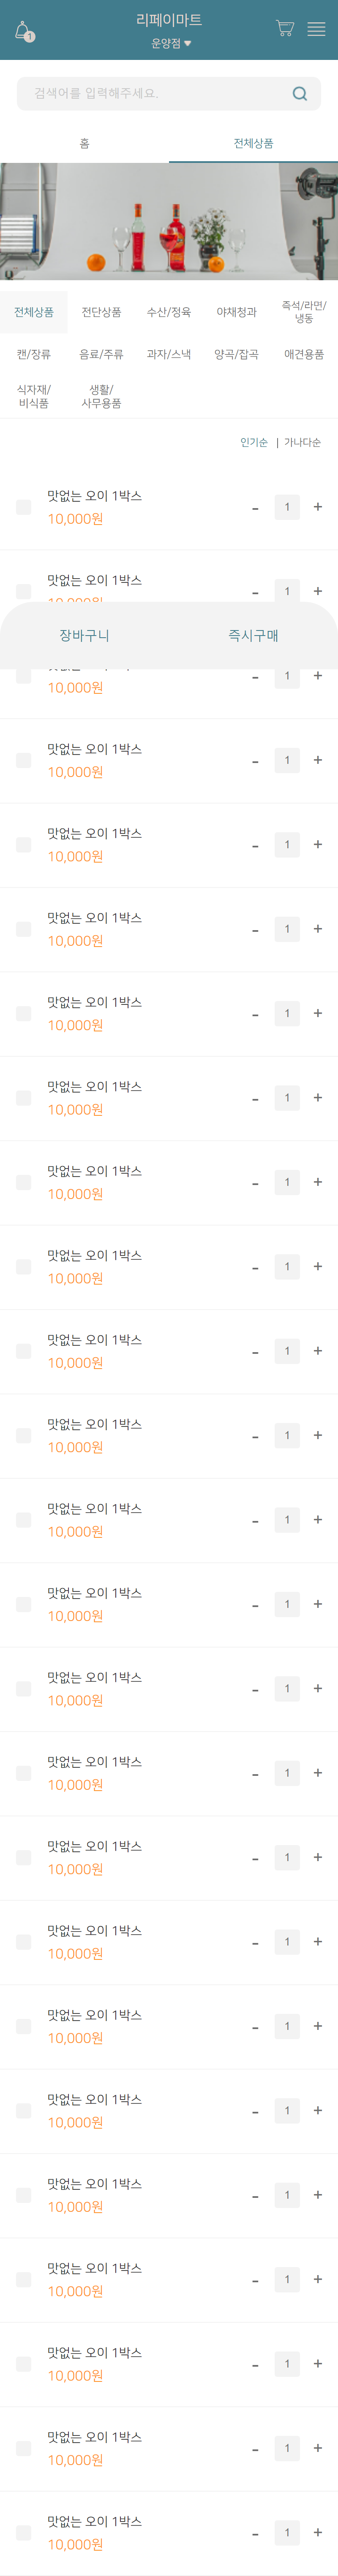 1
리페이마트
운양점
검색어를 입력해주세요.
홈 전체상품
전체상품 전단상품 수산/정육 야채청과 즉석/라면/
냉동
캔/장류 음료/주류 과자/스낵 양곡/잡곡 애견용품
식자재/
비식품
생활/
사무용품
인기순 | 가나다순
맛없는 오이 1박스
10,000원
- 1 +
맛없는 오이 1박스
- 1 +
장바구니 즉시구매
10,000원
- 1 +
맛없는 오이 1박스
10,000원
- 1 +
맛없는 오이 1박스
10,000원
- 1 +
맛없는 오이 1박스
10,000원
- 1 +
맛없는 오이 1박스
10,000원
- 1 +
맛없는 오이 1박스
10,000원
- 1 +
맛없는 오이 1박스
10,000원
- 1 +
맛없는 오이 1박스
10,000원
- 1 +
맛없는 오이 1박스
10,000원
- 1 +
맛없는 오이 1박스
10,000원
- 1 +
맛없는 오이 1박스
10,000원
- 1 +
맛없는 오이 1박스
10,000원
- 1 +
맛없는 오이 1박스
10,000원
- 1 +
맛없는 오이 1박스
10,000원
- 1 +
맛없는 오이 1박스
10,000원
- 1 +
맛없는 오이 1박스
10,000원
- 1 +
맛없는 오이 1박스
10,000원
- 1 +
맛없는 오이 1박스
10,000원
- 1 +
맛없는 오이 1박스
10,000원
- 1 +
맛없는 오이 1박스
10,000원
- 1 +
맛없는 오이 1박스
10,000원
- 1 +
맛없는 오이 1박스
10,000원
- 1 +
맛없는 오이 1박스
10,000원
- 1 +